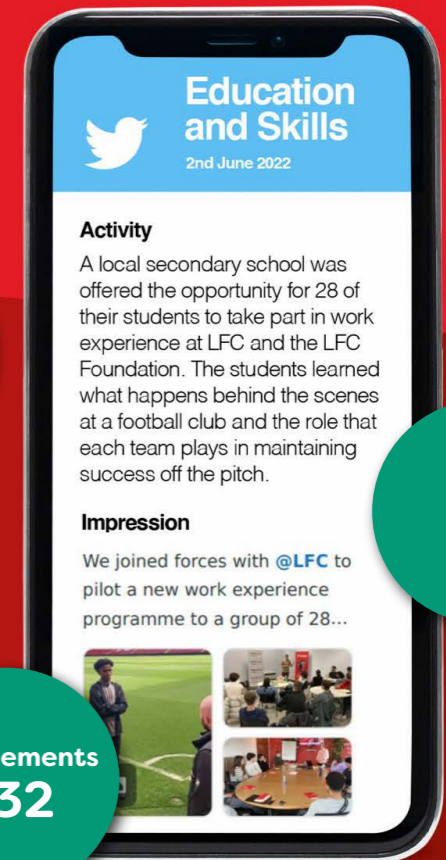 Education
and Skills
2nd June 2022
Activity
A local secondary school was
offered the opportunity for 28 of
their students to take part in work
experience at LFC and the LFC
Foundation. The students learned
what happens behind the scenes
at a football club and the role that
each team plays in maintaining
success off the pitch.
Impression
We joined forces with @LFC to
pilot a new work experience
programme to a group of 28...